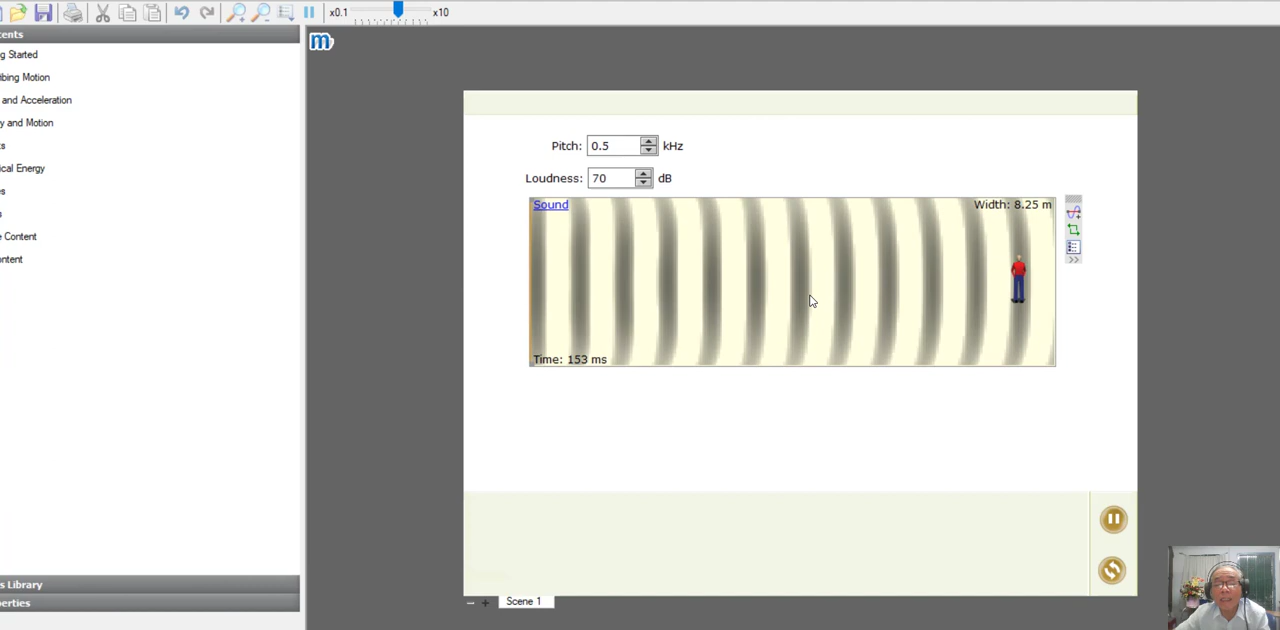 x0.1
x10
ents
g Started
bing Motion
and Acceleration
y and Motion
s
ical Energy
s
s
e Content
ontent
s Library
erties
m
Pitch: 0.5 kHz
Loudness: 70 dB
Sound
Width: 8.25 m
Time: 153 ms
Scene 1